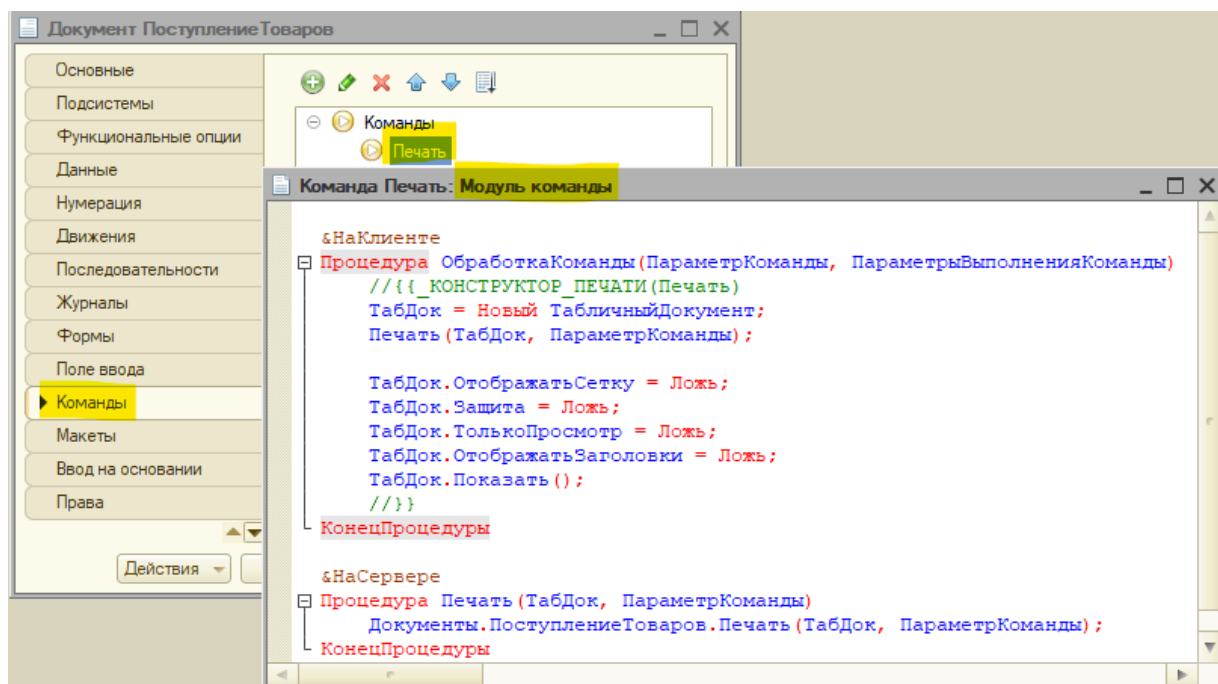 Документ ПоступлениеТоваров
Основные
Подсистемы
Функциональные опции
Данные
Нумерация
Движения
Последовательности
Журналы
Формы
Поле ввода
Команды
Макеты
Ввод на основании
Права
Действия
Команды
Печать
Команда Печать: Модуль команды
&НаКлиенте
Процедура ОбработкаКоманды(ПараметрКоманды, ПараметрыВыполненияКоманды)
//{{_КОНСТРУКТОР_ПЕЧАТИ(Печать)
ТабДок = Новый ТабличныйДокумент;
Печать(ТабДок, ПараметрКоманды);
ТабДок.ОтображатьСетку = Ложь;
ТабДок.Защита = Ложь;
ТабДок.ТолькоПросмотр = Ложь;
ТабДок.ОтображатьЗаголовки = Ложь;
ТабДок.Показать();
//}}
КонецПроцедуры
&НаСервере
Процедура Печать(ТабДок, ПараметрКоманды)
Документы.ПоступлениеТоваров.Печать(ТабДок, ПараметрКоманды);
КонецПроцедуры